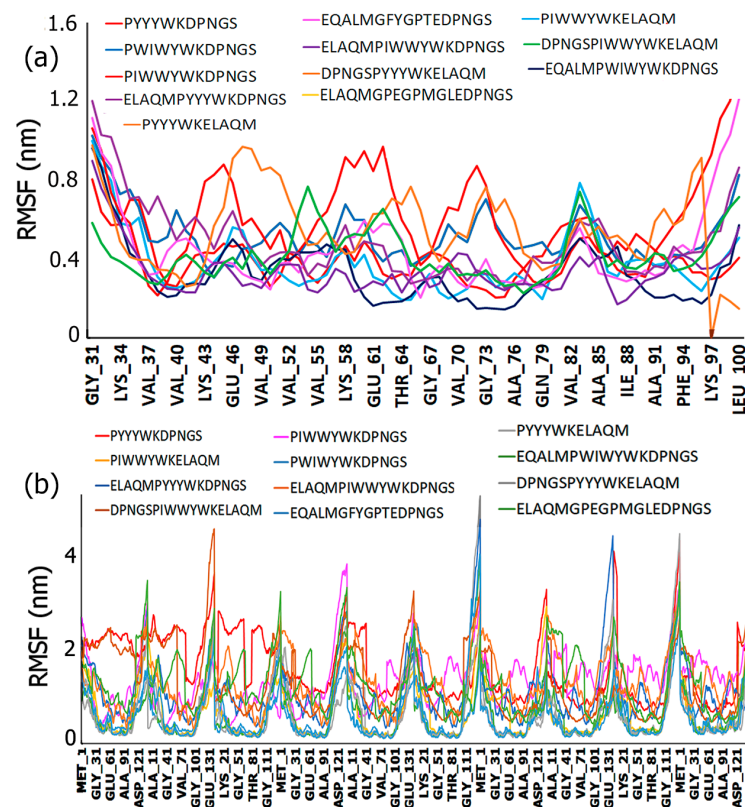 (a)
PYYYWKDPNGS
EQALMGFYGPTEDPNGS
PIWWYWKELAQM
PWIWYWKDPNGS
ELAQMPIWWYWKDPNGS
DPNGSPIWWYWKELAQM
PIWWYWKDPNGS
DPNGSPYYYWKELAQM
EQALMPWIWYWKDPNGS
ELAQMPYYYWKDPNGS
ELAQMGPEGPMGLEDPNGS
PYYYWKELAQM
RMSF (nm)
1.6
1.2
0.8
0.4
0
GLY_31 LYS_34 VAL_37 VAL_40 LYS_43 GLU_46 VAL_49 VAL_52 VAL_55 LYS_58 GLU_61 THR_64 GLY_67 VAL_70 GLY_73 ALA_76 GLN_79 VAL_82 ALA_85 ILE_88 ALA_91 PHE_94 LYS_97 LEU_100
(b)
PYYYWKDPNGS
PIWWYWKDPNGS
PYYYWKELAQM
PIWWYWKELAQM
PWIWYWKDPNGS
EQALMPWIWYWKDPNGS
ELAQMPYYYWKDPNGS
ELAQMPIWWYWKDPNGS
DPNGSPYYYWKELAQM
DPNGSPIWWYWKELAQM
EQALMGFYGPTEDPNGS
ELAQMGPEGPMGLEDPNGS
RMSF (nm)
4
2
0
MET_1 GLY_31 GLU_61 ALA_91 ASP_121 ALA_11 GLY_41 VAL_71 GLY_101 GLU_131 LYS_21 GLY_51 THR_81 GLY_111 MET_1 GLY_31 GLU_61 ALA_91 ASP_121 ALA_11 GLY_41 VAL_71 GLY_101 GLU_131 LYS_21 GLY_51 THR_81 GLY_111 MET_1 GLY_31 GLU_61 ALA_91 ASP_121 ALA_11 GLY_41 VAL_71 GLY_101 GLU_131 LYS_21 GLY_51 THR_81 GLY_111 MET_1 GLY_31 GLU_61 ALA_91 ASP_121